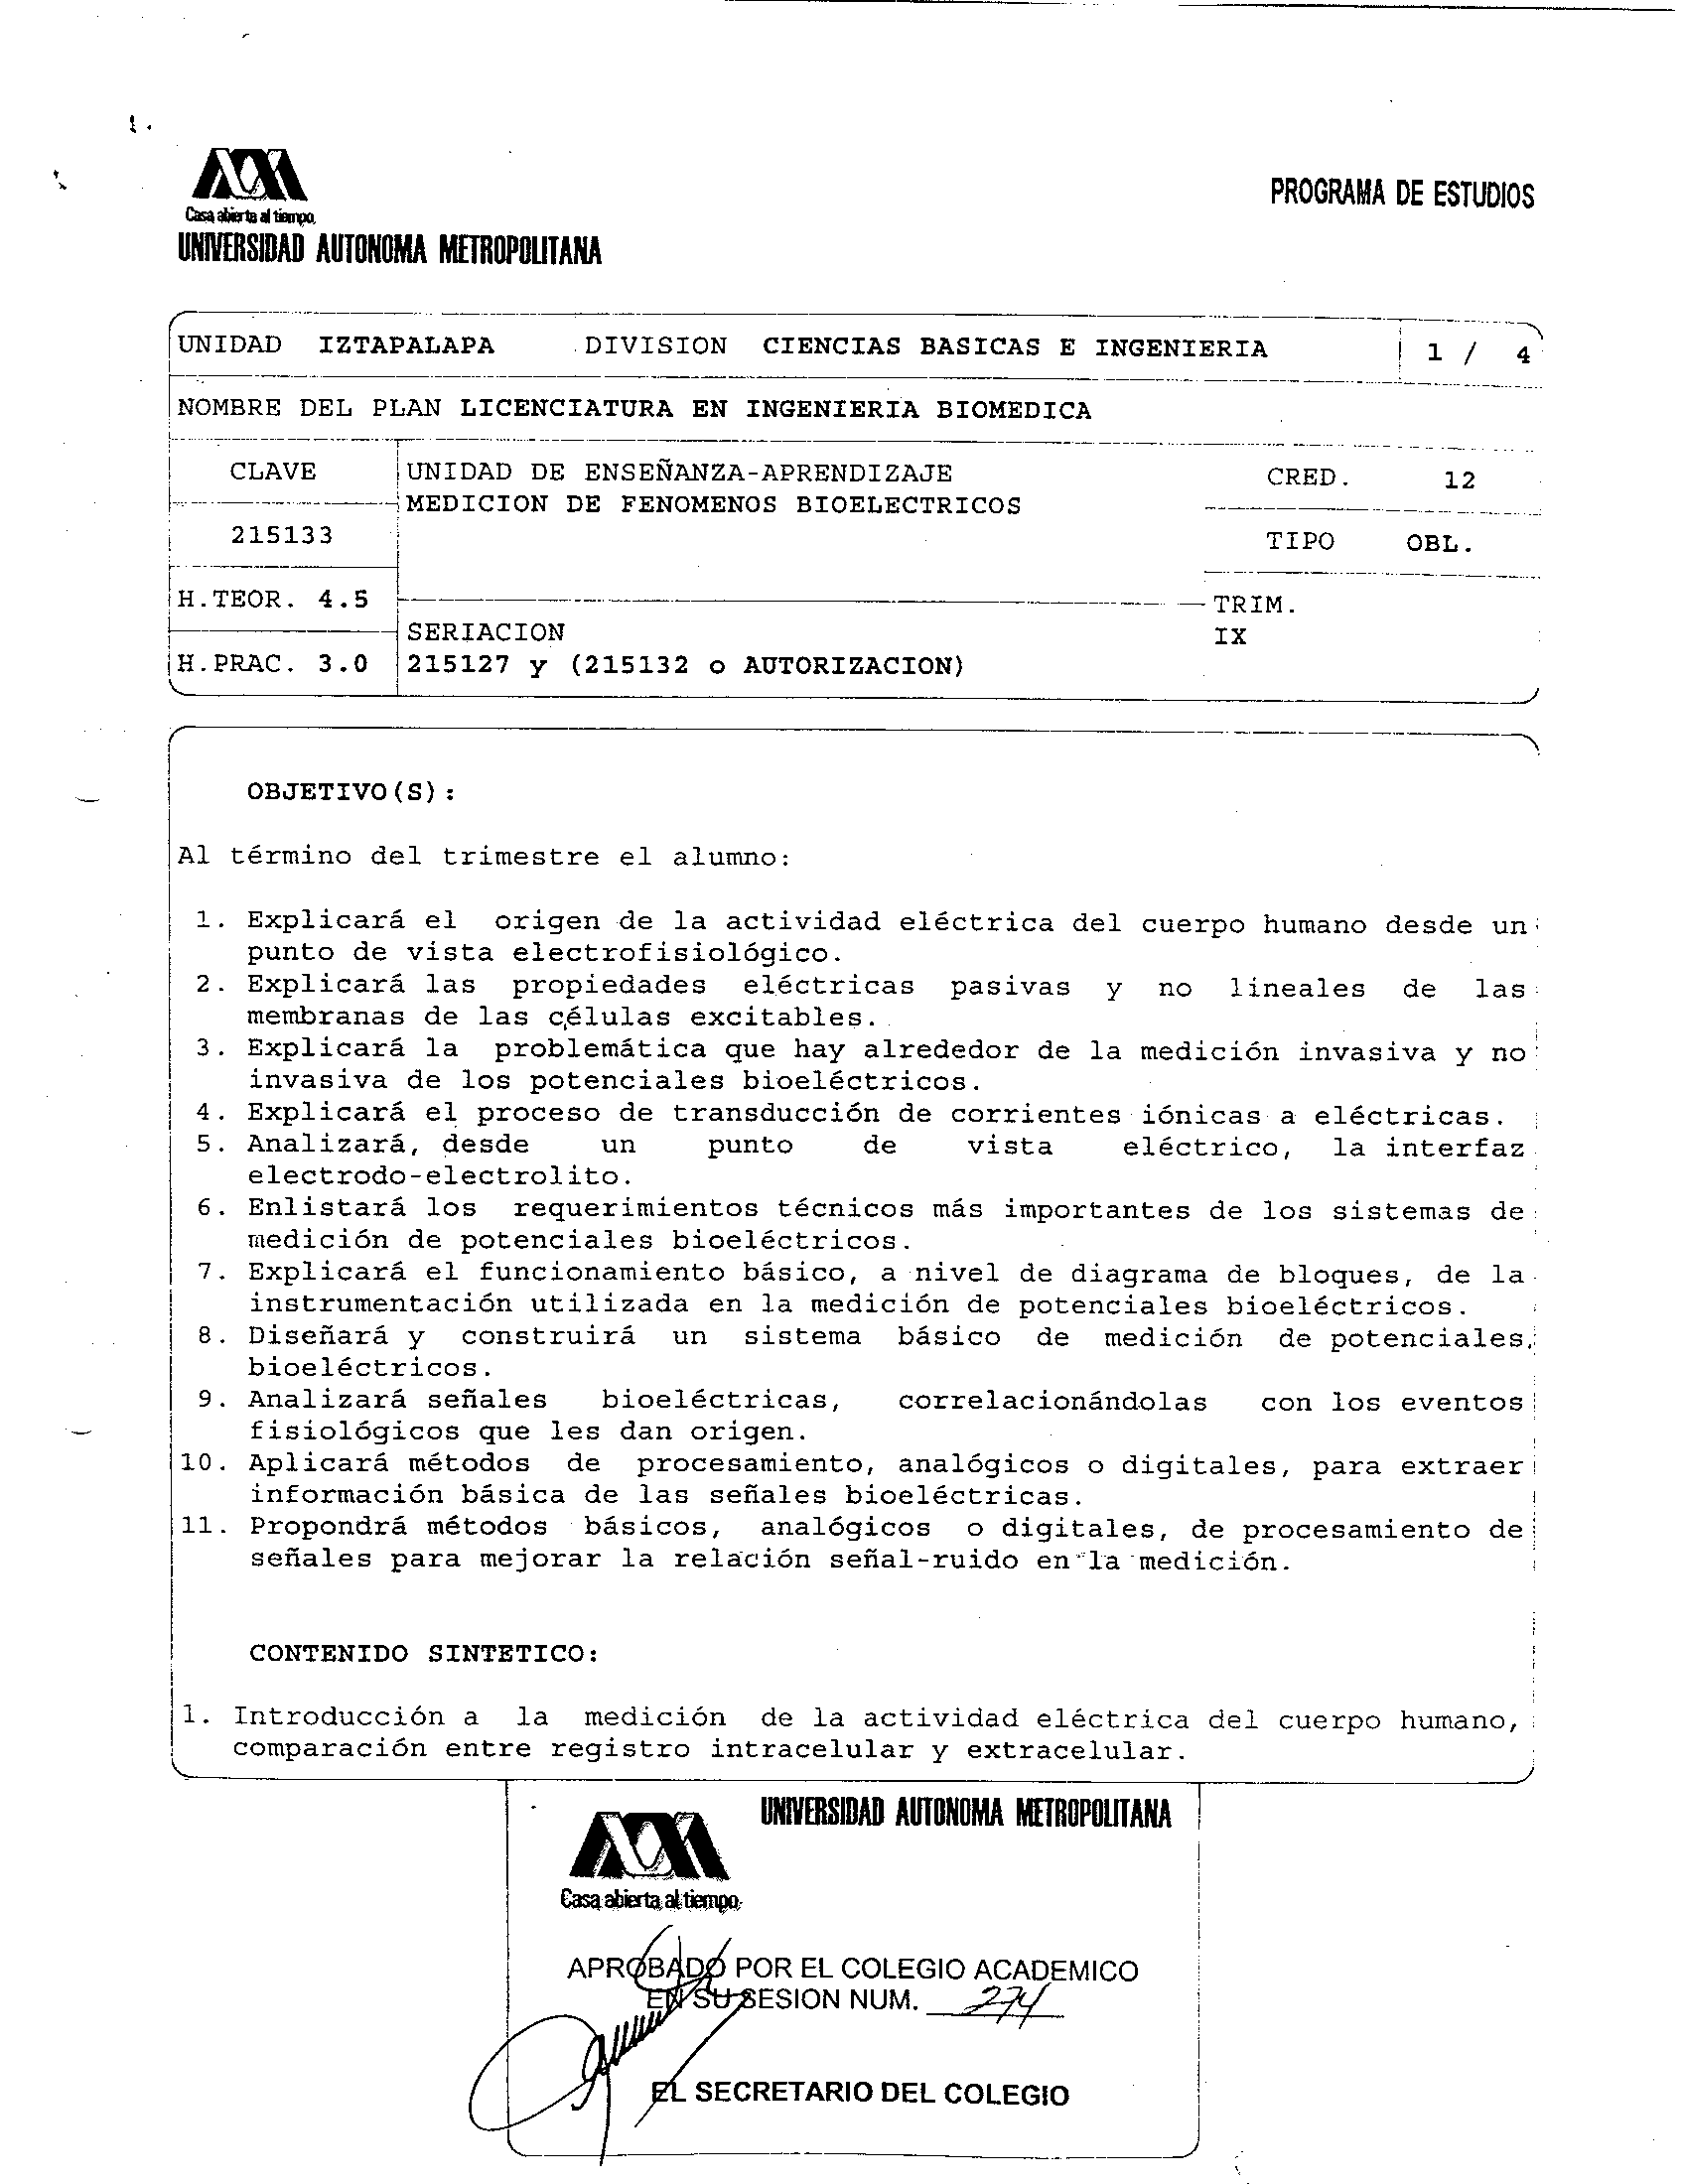 Casa abierta al tiempo
UNIVERSIDAD AUTONOMA METROPOLITANA
PROGRAMA DE ESTUDIOS
UNIDAD IZTAPALAPA DIVISION CIENCIAS BASICAS E INGENIERIA 1 / 4
NOMBRE DEL PLAN LICENCIATURA EN INGENIERIA BIOMEDICA
CLAVE
215133
H.TEOR. 4.5
H.PRAC. 3.0
UNIDAD DE ENSEÑANZA-APRENDIZAJE
MEDICION DE FENOMENOS BIOELECTRICOS
SERIACION
215127 y (215132 o AUTORIZACION)
CRED. 12
TIPO OBL.
TRIM.
IX
OBJETIVO(S):
Al término del trimestre el alumno:
1. Explicará el origen de la actividad eléctrica del cuerpo humano desde un
punto de vista electrofisiológico.
2. Explicará las propiedades eléctricas pasivas y no lineales de las
membranas de las células excitables.
3. Explicará la problemática que hay alrededor de la medición invasiva y no
invasiva de los potenciales bioeléctricos.
4. Explicará el proceso de transducción de corrientes iónicas a eléctricas.
5. Analizará, desde un punto de vista eléctrico, la interfaz
electrodo-electrolito.
6. Enlistará los requerimientos técnicos más importantes de los sistemas de
medición de potenciales bioeléctricos.
7. Explicará el funcionamiento básico, a nivel de diagrama de bloques, de la
instrumentación utilizada en la medición de potenciales bioeléctricos.
8. Diseñará y construirá un sistema básico de medición de potenciales
bioeléctricos.
9. Analizará señales bioeléctricas, correlacionándolas con los eventos
fisiológicos que les dan origen.
10. Aplicará métodos de procesamiento, analógicos o digitales, para extraer
información básica de las señales bioeléctricas.
11. Propondrá métodos básicos, analógicos o digitales, de procesamiento de
señales para mejorar la relación señal-ruido en la medición.
CONTENIDO SINTETICO:
1. Introducción a la medición de la actividad eléctrica del cuerpo humano,
comparación entre registro intracelular y extracelular.
UNIVERSIDAD AUTONOMA METROPOLITANA
Casa abierta al tiempo
APROBADO POR EL COLEGIO ACADEMICO
EN SU SESION NUM. 274
EL SECRETARIO DEL COLEGIO